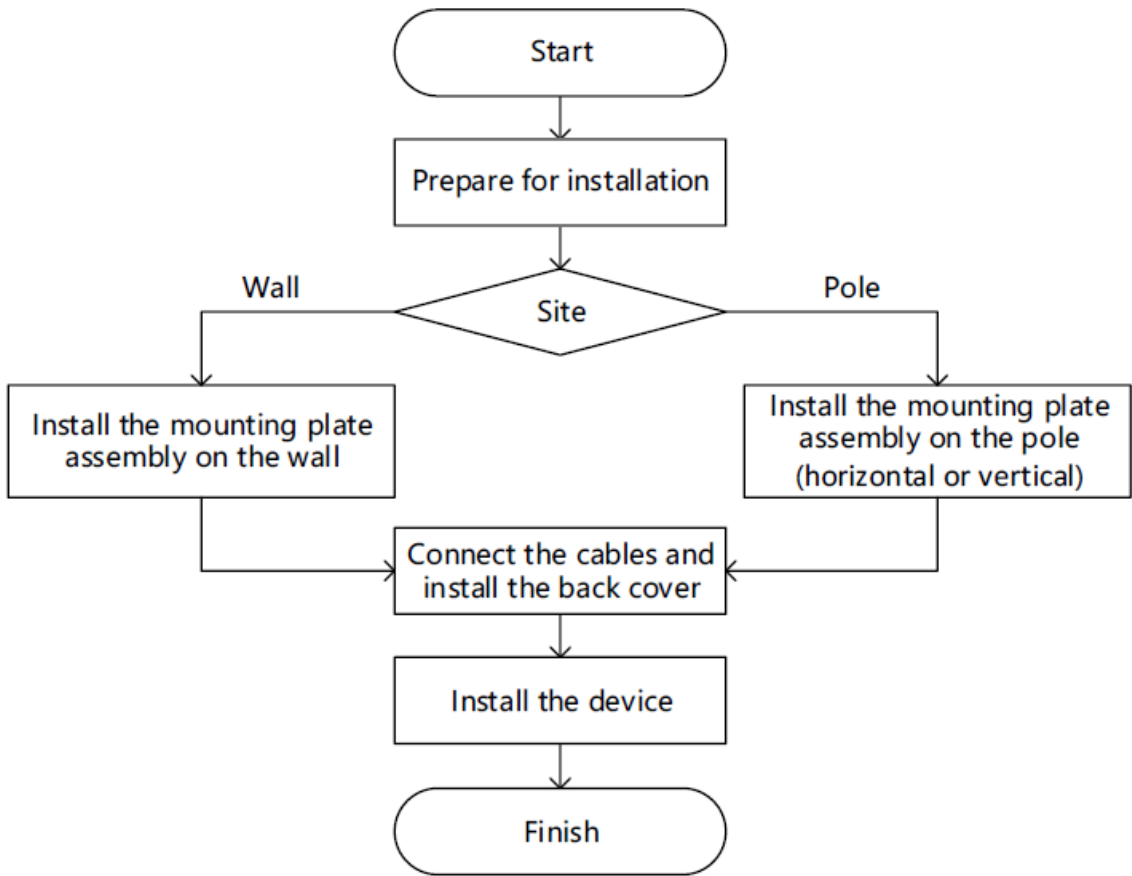 Start
Prepare for installation
Wall
Site
Pole
Install the mounting plate
assembly on the wall
Install the mounting plate
assembly on the pole
(horizontal or vertical)
Connect the cables and
install the back cover
Install the device
Finish